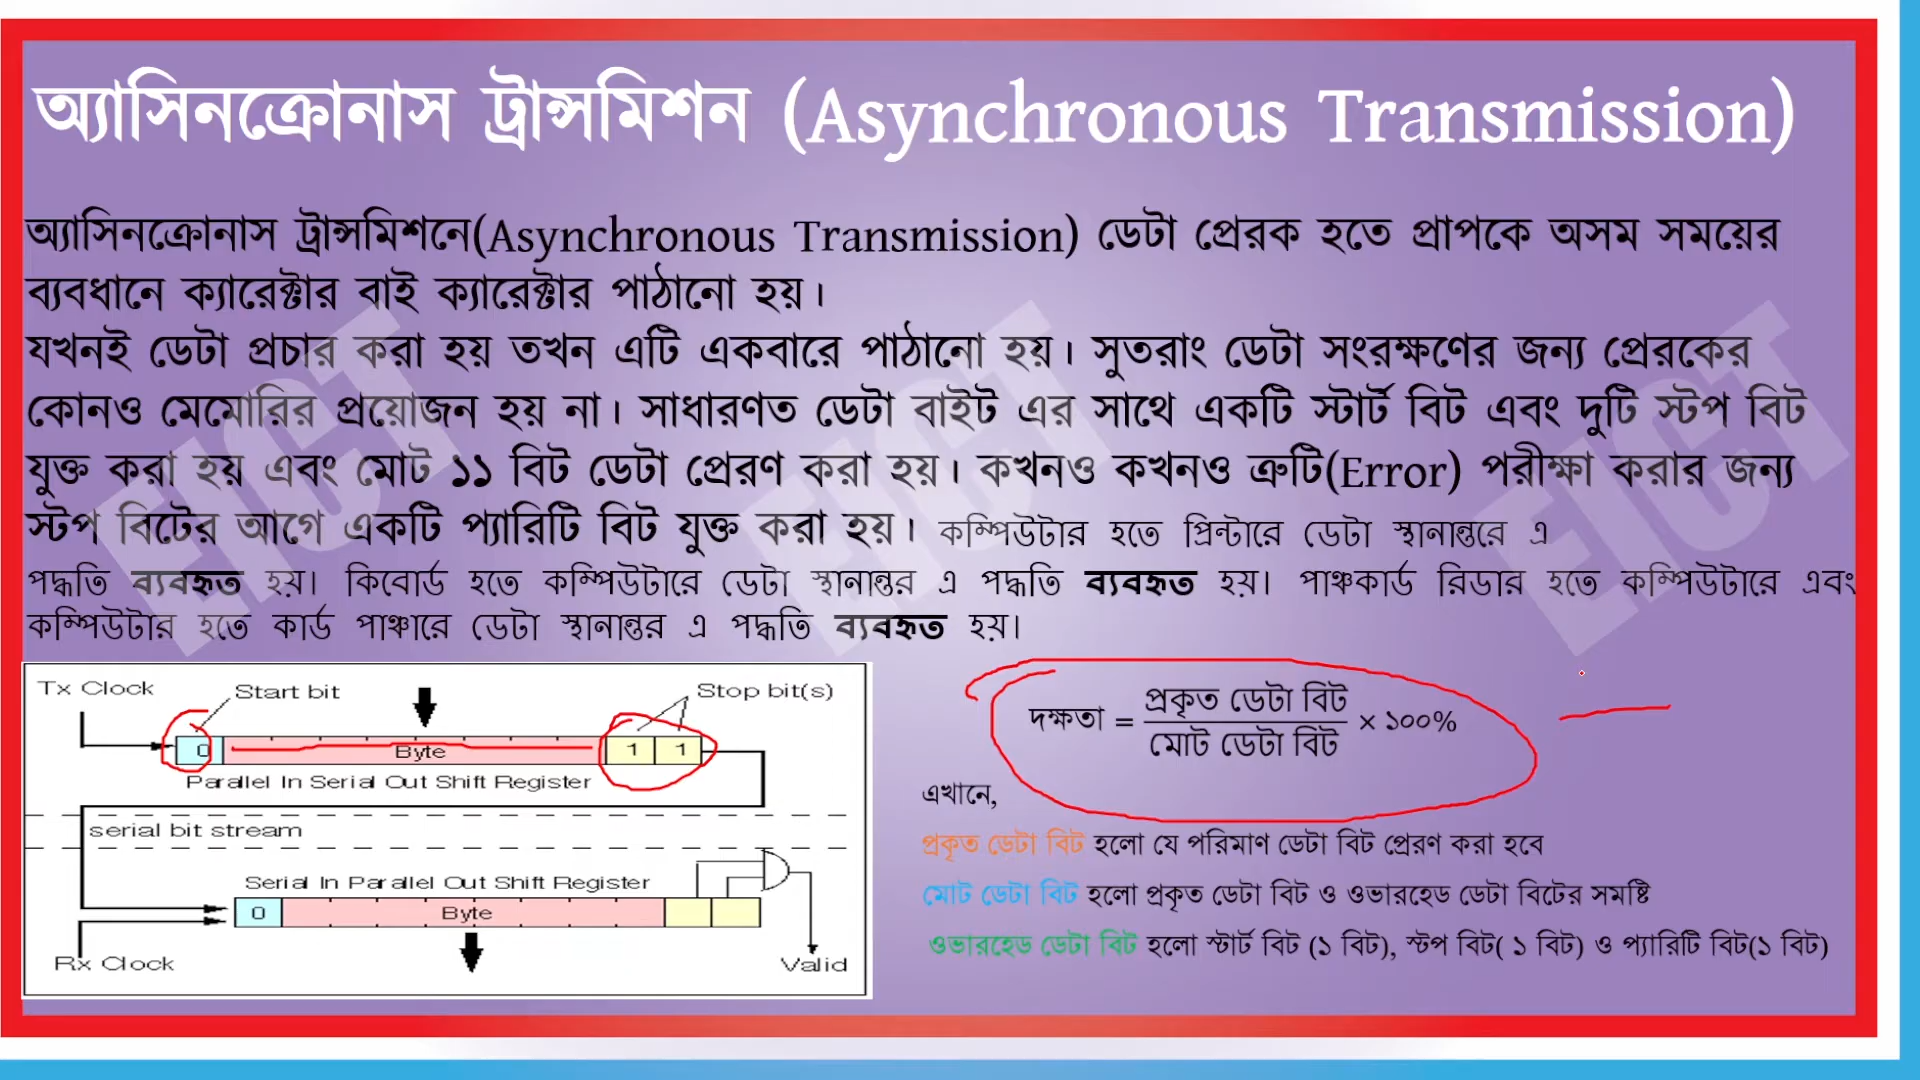 অ্যাসিনক্রোনাস ট্রান্সমিশন (Asynchronous Transmission)
অ্যাসিনক্রোনাস ট্রান্সমিশনে(Asynchronous Transmission) ডেটা প্রেরক হতে প্রাপকে অসম সময়ের
ব্যবধানে ক্যারেক্টার বাই ক্যারেক্টার পাঠানো হয়।
যখনই ডেটা প্রচার করা হয় তখন এটি একবারে পাঠানো হয়। সুতরাং ডেটা সংরক্ষণের জন্য প্রেরকের
কোনও মেমোরির প্রয়োজন হয় না। সাধারণত ডেটা বাইট এর সাথে একটি স্টার্ট বিট এবং দুটি স্টপ বিট
যুক্ত করা হয় এবং মোট ১১ বিট ডেটা প্রেরণ করা হয়। কখনও কখনও ত্রুটি(Error) পরীক্ষা করার জন্য
স্টপ বিটের আগে একটি প্যারিটি বিট যুক্ত করা হয়। কম্পিউটার হতে প্রিন্টারে ডেটা স্থানান্তরে এ
পদ্ধতি ব্যবহৃত হয়। কিবোর্ড হতে কম্পিউটারে ডেটা স্থানান্তর এ পদ্ধতি ব্যবহৃত হয়। পাঞ্চকার্ড রিডার হতে কম্পিউটারে এবং
কম্পিউটার হতে কার্ড পাঞ্চারে ডেটা স্থানান্তর এ পদ্ধতি ব্যবহৃত হয়।
EICT EICT EICT
Tx Clock Start bit Stop bit(s)
0 Byte 1 1
Parallel In Serial Out Shift Register
serial bit stream
Serial In Parallel Out Shift Register
0 Byte
Rx Clock Valid
দক্ষতা = প্রকৃত ডেটা বিট / মোট ডেটা বিট × ১০০%
এখানে,
প্রকৃত ডেটা বিট হলো যে পরিমাণ ডেটা বিট প্রেরণ করা হবে
মোট ডেটা বিট হলো প্রকৃত ডেটা বিট ও ওভারহেড ডেটা বিটের সমষ্টি
ওভারহেড ডেটা বিট হলো স্টার্ট বিট (১ বিট), স্টপ বিট( ১ বিট) ও প্যারিটি বিট(১ বিট)